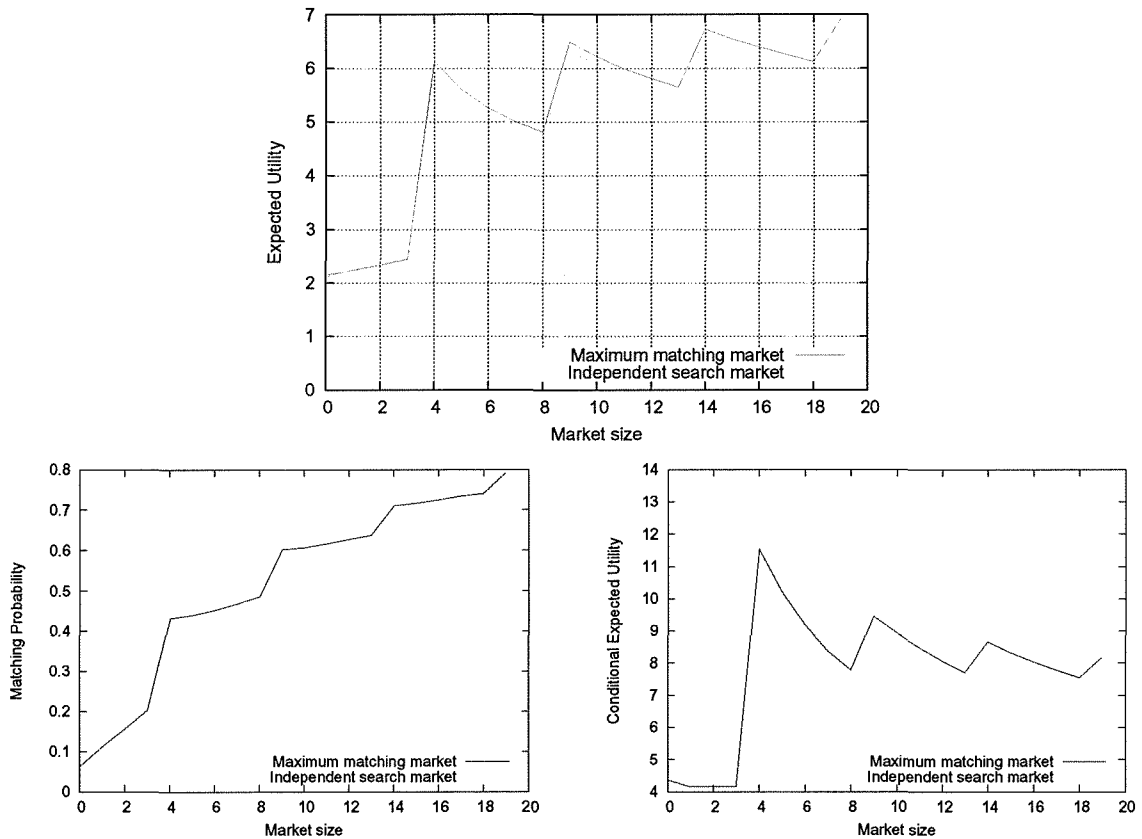 7
6
5
4
3
2
1
0
Expected Utility
Maximum matching market
Independent search market
0 2 4 6 8 10 12 14 16 18 20
Market size
0.8
0.7
0.6
0.5
0.4
0.3
0.2
0.1
0
Matching Probability
Maximum matching market
Independent search market
0 2 4 6 8 10 12 14 16 18 20
Market size
14
13
12
11
10
9
8
7
6
5
4
Conditional Expected Utility
Maximum matching market
Independent search market
0 2 4 6 8 10 12 14 16 18 20
Market size